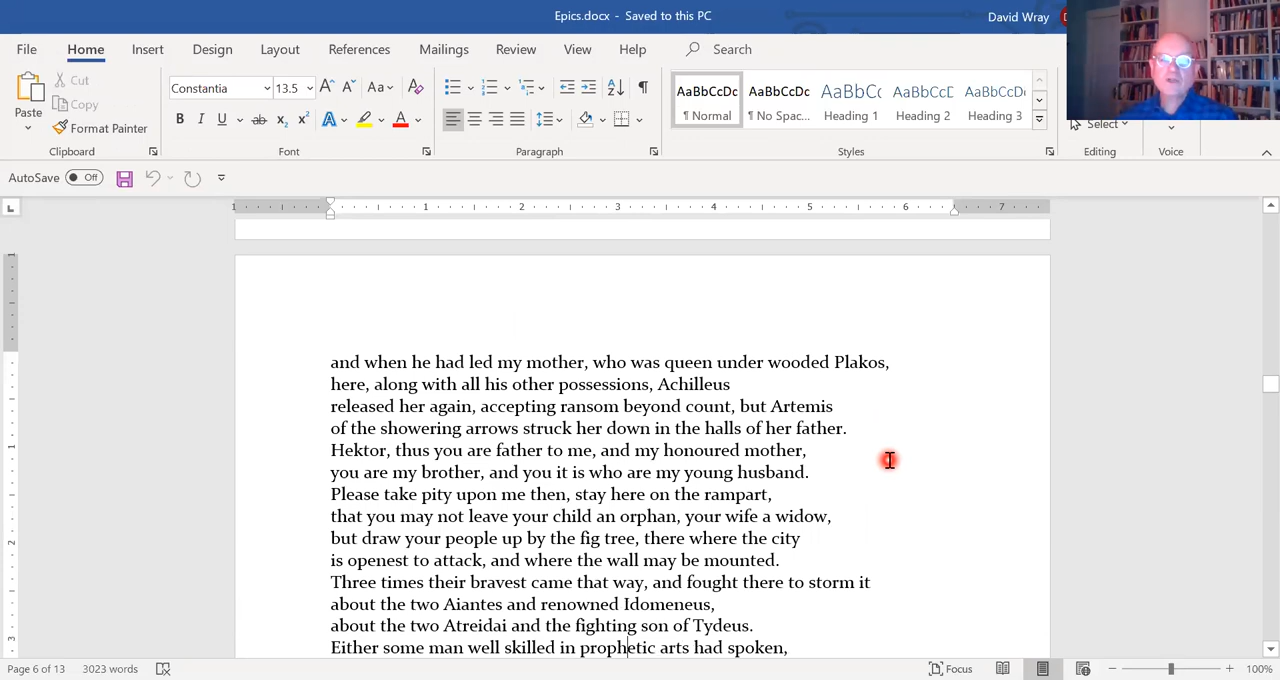 Epics.docx - Saved to this PC
David Wray
File Home Insert Design Layout References Mailings Review View Help Search
Paste
Cut
Copy
Format Painter
Clipboard
Constantia 13.5
Font
Paragraph
AaBbCcDc AaBbCcDc AaBbCc AaBbCcD AaBbCcD
¶ Normal ¶ No Spac... Heading 1 Heading 2 Heading 3
Styles
Select
Editing
Voice
AutoSave Off
1 1 2 3 4 5 6 7
and when he had led my mother, who was queen under wooded Plakos,
here, along with all his other possessions, Achilleus
released her again, accepting ransom beyond count, but Artemis
of the showering arrows struck her down in the halls of her father.
Hektor, thus you are father to me, and my honoured mother,
you are my brother, and you it is who are my young husband.
Please take pity upon me then, stay here on the rampart,
that you may not leave your child an orphan, your wife a widow,
but draw your people up by the fig tree, there where the city
is openest to attack, and where the wall may be mounted.
Three times their bravest came that way, and fought there to storm it
about the two Aiantes and renowned Idomeneus,
about the two Atreidai and the fighting son of Tydeus.
Either some man well skilled in prophetic arts had spoken,
Page 6 of 13 3023 words Focus 100%